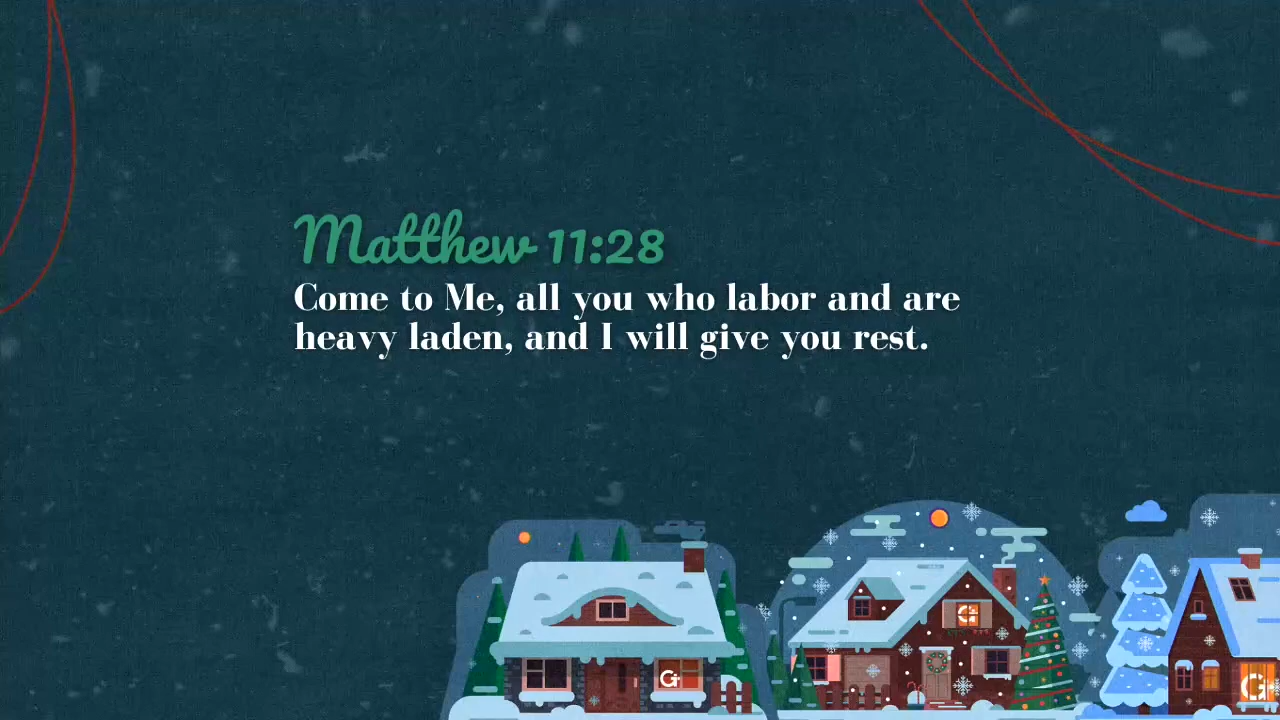 Matthew 11:28
Come to Me, all you who labor and are
heavy laden, and I will give you rest.